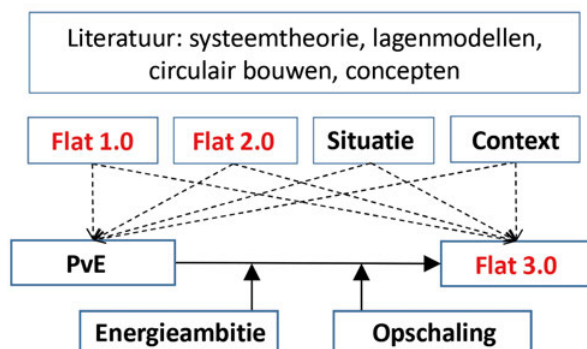 Literatuur: systeemtheorie, lagenmodellen,
circulair bouwen, concepten
Flat 1.0
Flat 2.0
Situatie
Context
PvE
Flat 3.0
Energieambitie
Opschaling